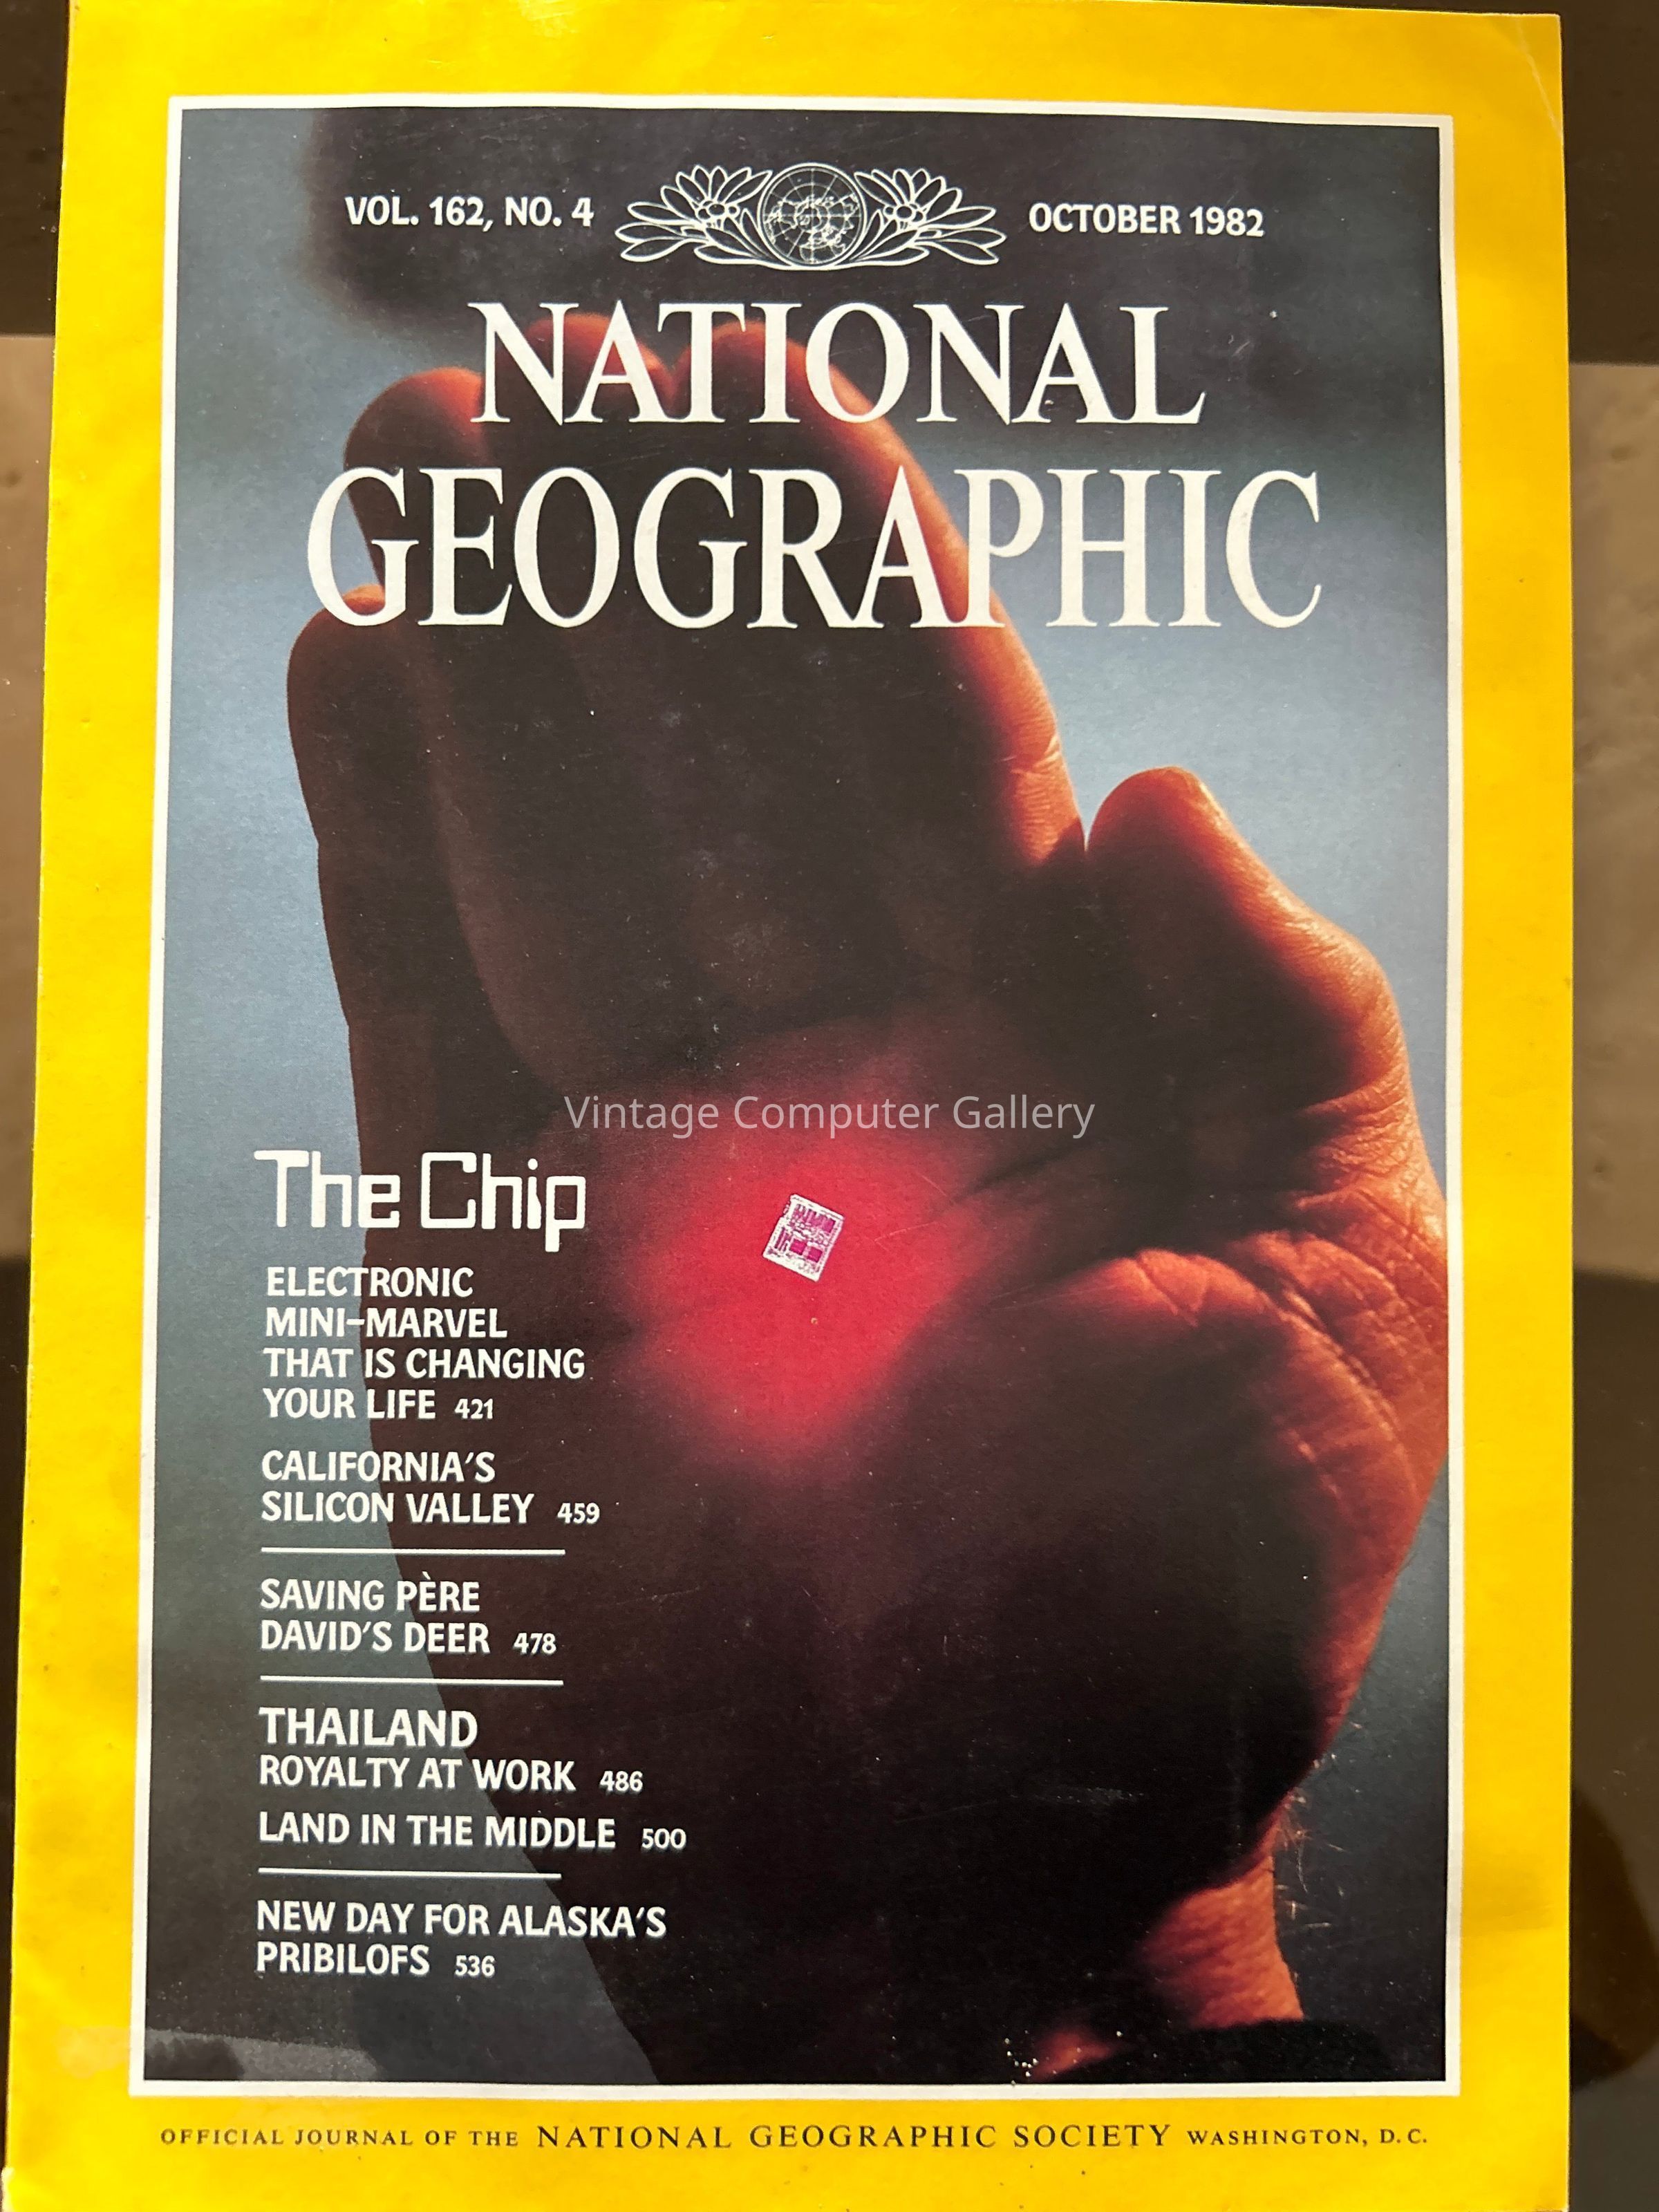 VOL. 162, NO. 4 OCTOBER 1982
NATIONAL
GEOGRAPHIC
Vintage Computer Gallery
The Chip
ELECTRONIC
MINI-MARVEL
THAT IS CHANGING
YOUR LIFE 421
CALIFORNIA'S
SILICON VALLEY 459
SAVING PÈRE
DAVID'S DEER 478
THAILAND
ROYALTY AT WORK 486
LAND IN THE MIDDLE 500
NEW DAY FOR ALASKA'S
PRIBILOFS 536
OFFICIAL JOURNAL OF THE NATIONAL GEOGRAPHIC SOCIETY WASHINGTON, D.C.